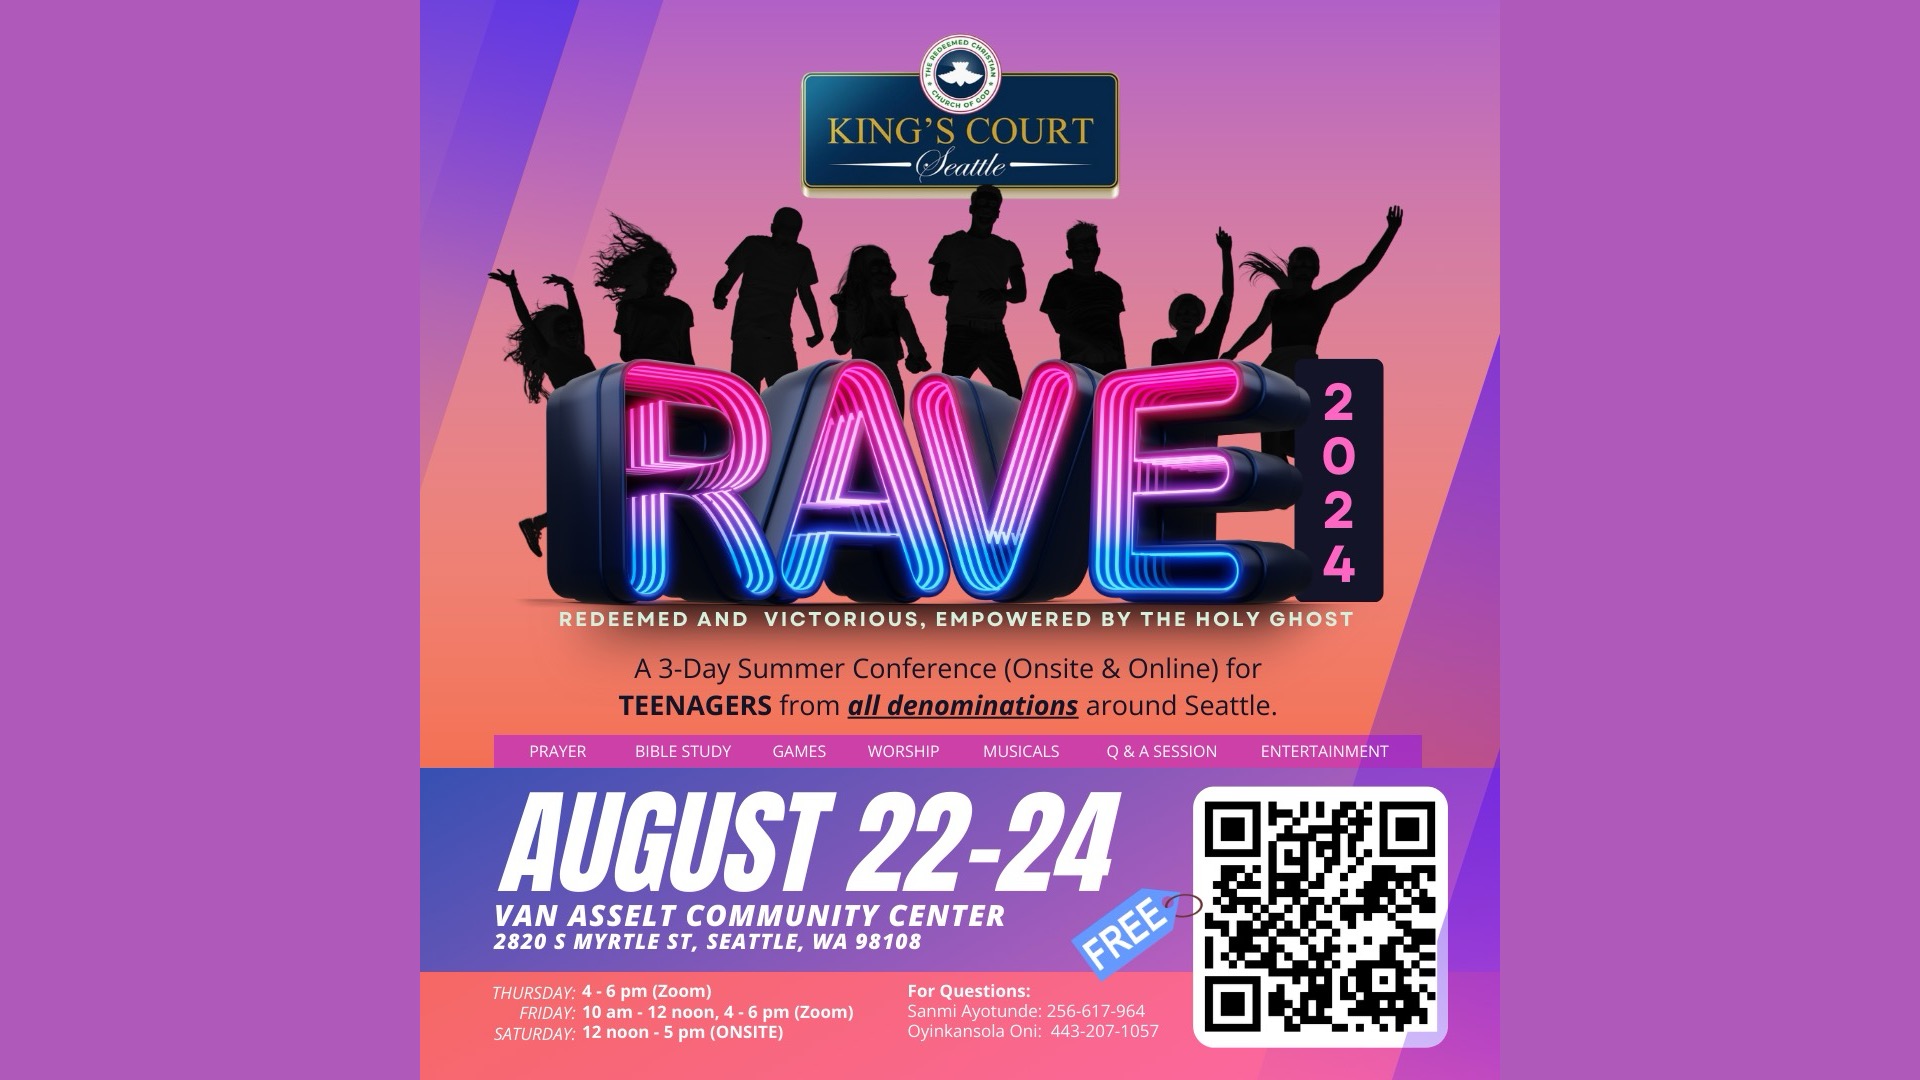 THE REDEEMED CHRISTIAN
CHURCH OF GOD
KING'S COURT
Seattle
RAVE
2024
REDEEMED AND VICTORIOUS, EMPOWERED BY THE HOLY GHOST
A 3-Day Summer Conference (Onsite & Online) for
TEENAGERS from all denominations around Seattle.
PRAYER BIBLE STUDY GAMES WORSHIP MUSICALS Q & A SESSION ENTERTAINMENT
AUGUST 22-24
VAN ASSELT COMMUNITY CENTER
2820 S MYRTLE ST, SEATTLE, WA 98108
FREE
THURSDAY: 4 - 6 pm (Zoom)
FRIDAY: 10 am - 12 noon, 4 - 6 pm (Zoom)
SATURDAY: 12 noon - 5 pm (ONSITE)
For Questions:
Sanmi Ayotunde: 256-617-964
Oyinkansola Oni: 443-207-1057